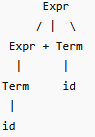 Expr
/ | \
Expr + Term
| |
Term id
|
id